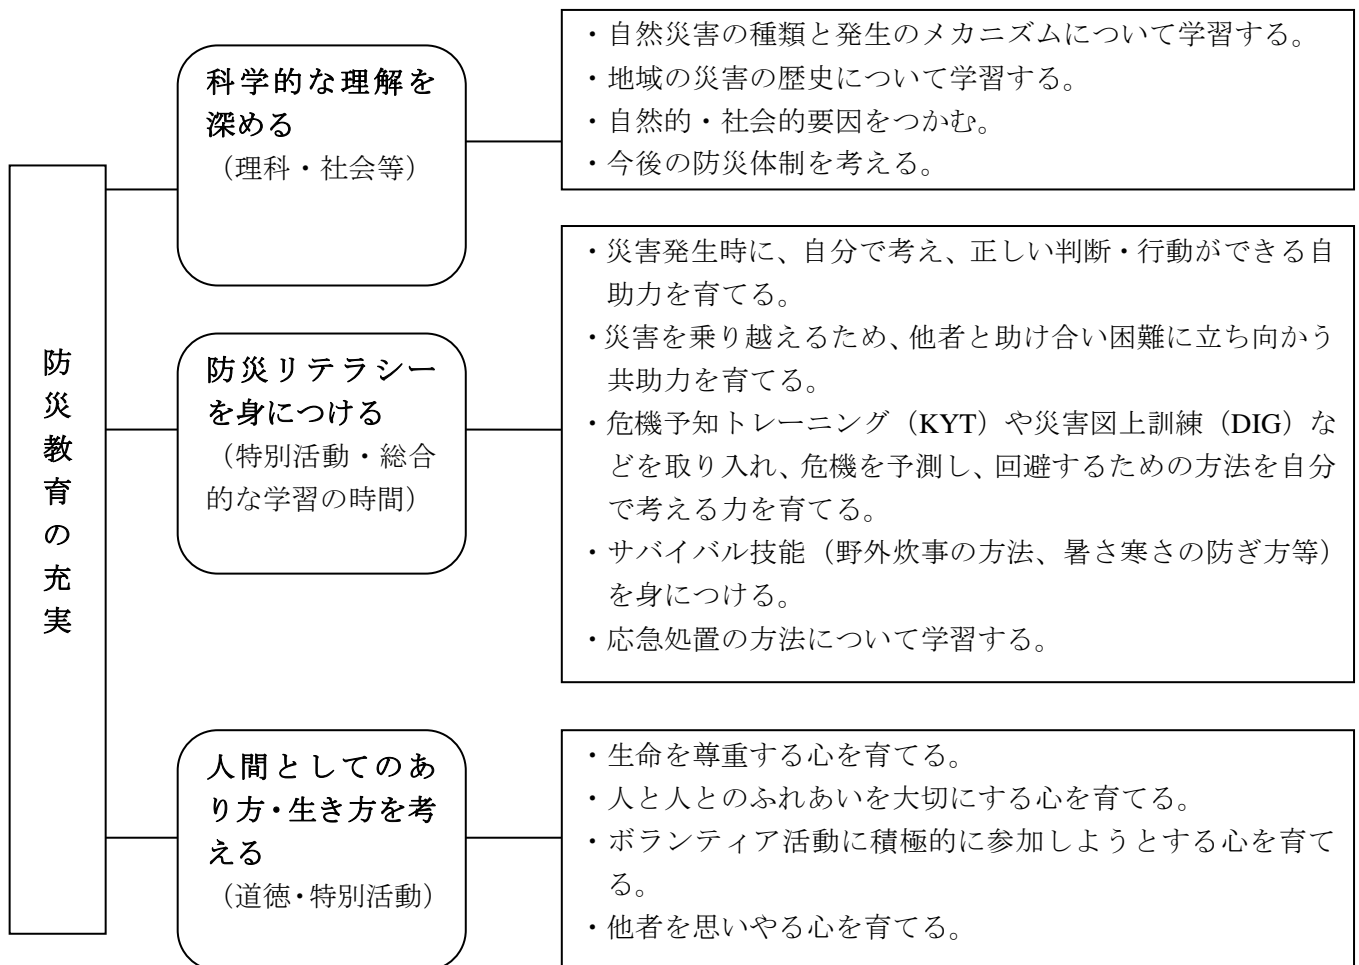 防災教育の充実
科学的な理解を
深める
（理科・社会等）
・自然災害の種類と発生のメカニズムについて学習する。
・地域の災害の歴史について学習する。
・自然的・社会的要因をつかむ。
・今後の防災体制を考える。
防災リテラシー
を身につける
（特別活動・総合
的な学習の時間）
・災害発生時に、自分で考え、正しい判断・行動ができる自
助力を育てる。
・災害を乗り越えるため、他者と助け合い困難に立ち向かう
共助力を育てる。
・危機予知トレーニング（KYT）や災害図上訓練（DIG）な
どを取り入れ、危機を予測し、回避するための方法を自分
で考える力を育てる。
・サバイバル技能（野外炊事の方法、暑さ寒さの防ぎ方等）
を身につける。
・応急処置の方法について学習する。
人間としてのあ
り方・生き方を考
える
（道徳・特別活動）
・生命を尊重する心を育てる。
・人と人とのふれあいを大切にする心を育てる。
・ボランティア活動に積極的に参加しようとする心を育て
る。
・他者を思いやる心を育てる。